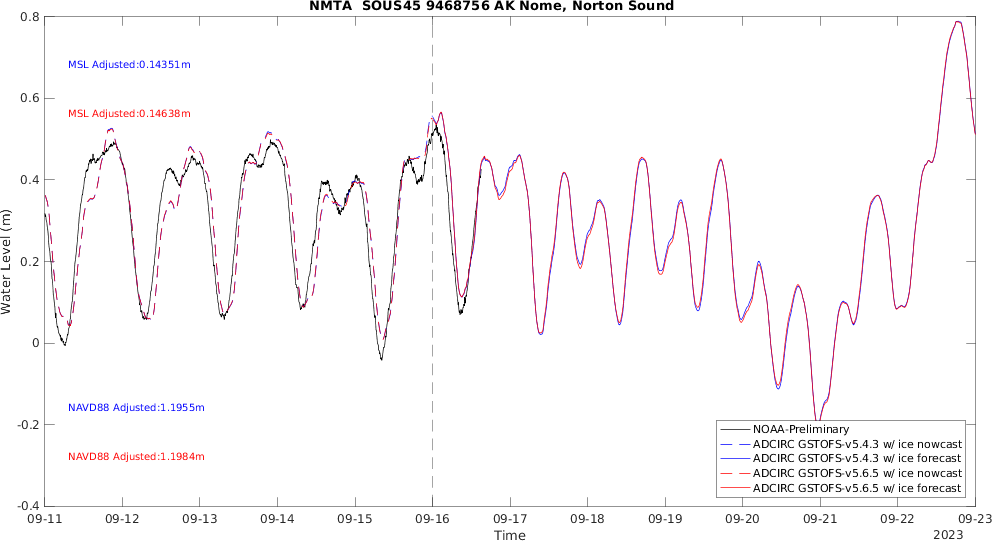 NMTA SOUS45 9468756 AK Nome, Norton Sound
0.8
0.6
0.4
0.2
0
-0.2
-0.4
Water Level (m)
MSL Adjusted:0.14351m
MSL Adjusted:0.14638m
NAVD88 Adjusted:1.1955m
NAVD88 Adjusted:1.1984m
NOAA-Preliminary
ADCIRC GSTOFS-v5.4.3 w/ ice nowcast
ADCIRC GSTOFS-v5.4.3 w/ ice forecast
ADCIRC GSTOFS-v5.6.5 w/ ice nowcast
ADCIRC GSTOFS-v5.6.5 w/ ice forecast
09-11 09-12 09-13 09-14 09-15 09-16 09-17 09-18 09-19 09-20 09-21 09-22 09-23
Time
2023